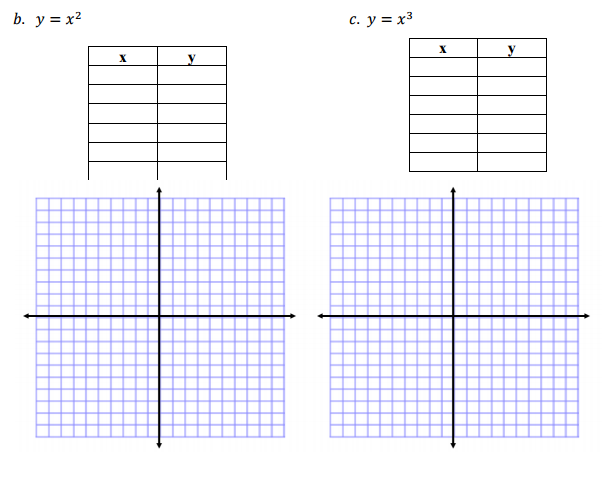 b. y = x²
x y
c. y = x³
x y